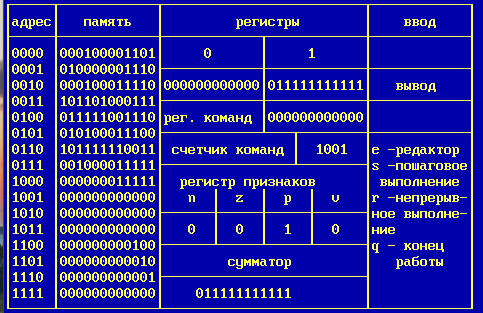 адрес память регистры ввод
0000 000100001101 0 1
0001 010000001110
0010 000100011110 000000000000 011111111111 вывод
0011 101101000111
0100 011111001110 рег. команд 000000000000
0101 010100011100
0110 101111110011 счетчик команд 1001 e -редактор
0111 001000011111 s -пошаговое
1000 000000011111 регистр признаков выполнение
1001 000000000000 n z p v r -непрерыв-
1010 000000000000 ное выполне-
1011 000000000000 0 0 1 0 ние
1100 000000000100 q - конец
1101 000000000010 сумматор работы
1110 000000000001
1111 000000000000 011111111111